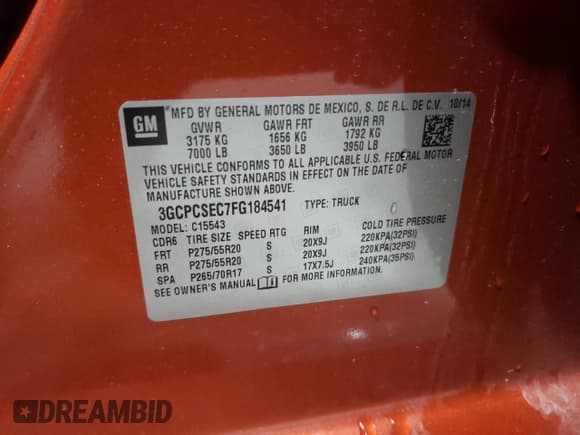 GM
MFD BY GENERAL MOTORS DE MEXICO, S. DE R.L. DE C.V. 10/14
GVWR GAWR FRT GAWR RR
3175 KG 1656 KG 1792 KG
7000 LB 3650 LB 3950 LB
THIS VEHICLE CONFORMS TO ALL APPLICABLE U.S. FEDERAL MOTOR
VEHICLE SAFETY STANDARDS IN EFFECT ON THE DATE OF
MANUFACTURE SHOWN ABOVE.
3GCPCSEC7FG184541 TYPE: TRUCK
MODEL: C15543
CDR6 TIRE SIZE SPEED RTG RIM COLD TIRE PRESSURE
FRT P275/55R20 S 20X9J 220KPA(32PSI)
RR P275/55R20 S 20X9J 220KPA(32PSI)
SPA P265/70R17 S 17X7.5J 240KPA(35PSI)
SEE OWNER'S MANUAL FOR MORE INFORMATION.
DREAMBID